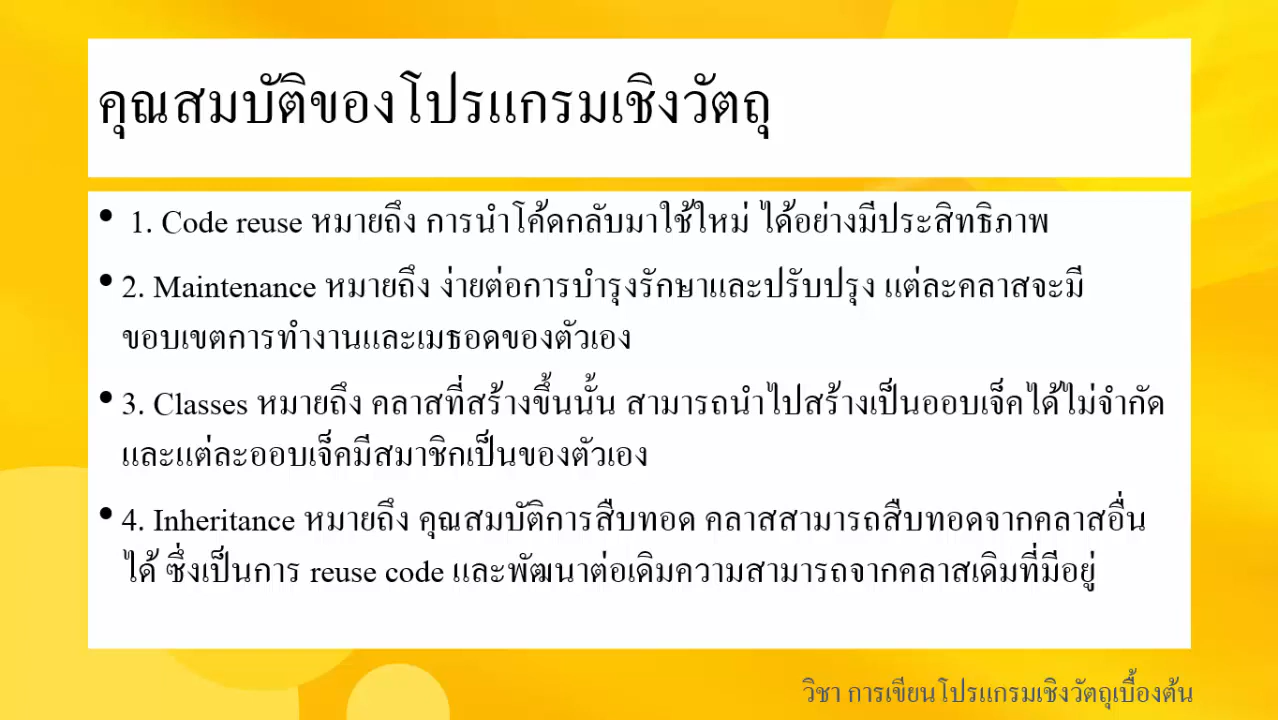 คุณสมบัติของโปรแกรมเชิงวัตถุ
• 1. Code reuse หมายถึง การนำโค้ดกลับมาใช้ใหม่ ได้อย่างมีประสิทธิภาพ
• 2. Maintenance หมายถึง ง่ายต่อการบำรุงรักษาและปรับปรุง แต่ละคลาสจะมี
ขอบเขตการทำงานและเมธอดของตัวเอง
• 3. Classes หมายถึง คลาสที่สร้างขึ้นนั้น สามารถนำไปสร้างเป็นออบเจ็คได้ไม่จำกัด
และแต่ละออบเจ็คมีสมาชิกเป็นของตัวเอง
• 4. Inheritance หมายถึง คุณสมบัติการสืบทอด คลาสสามารถสืบทอดจากคลาสอื่น
ได้ ซึ่งเป็นการ reuse code และพัฒนาต่อเดิมความสามารถจากคลาสเดิมที่มีอยู่
วิชา การเขียนโปรแกรมเชิงวัตถุเบื้องต้น